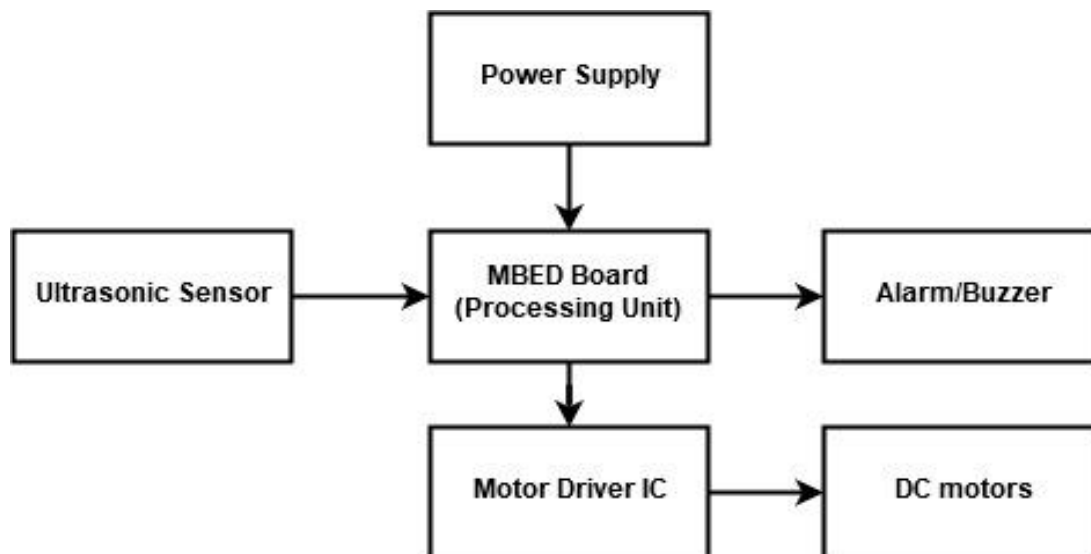 Power Supply
Ultrasonic Sensor
MBED Board
(Processing Unit)
Alarm/Buzzer
Motor Driver IC
DC motors